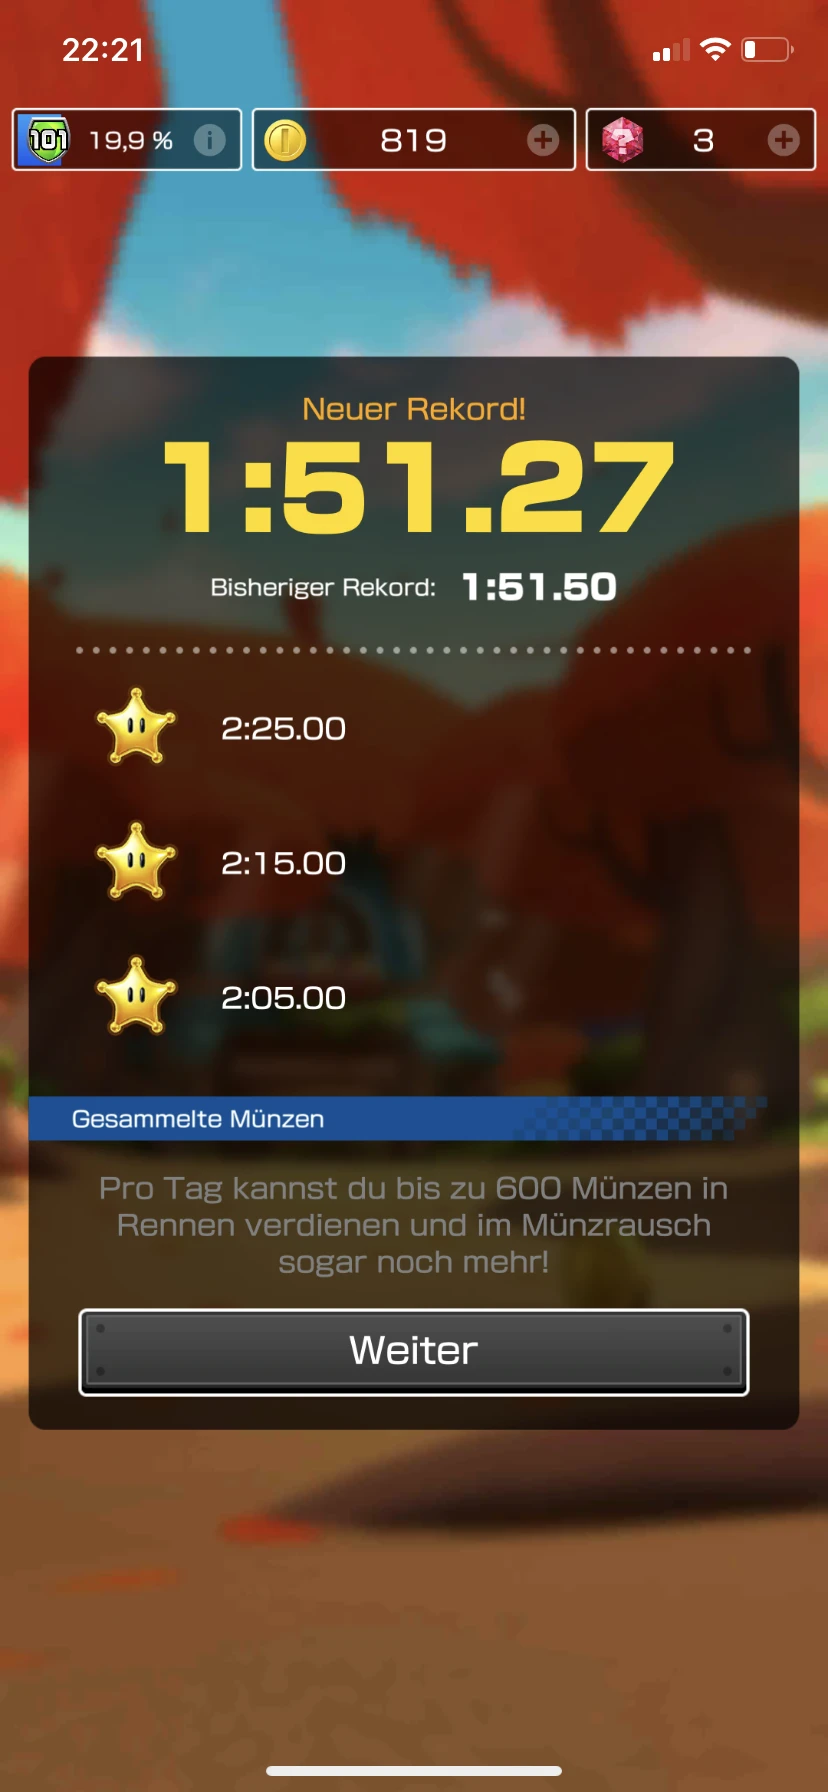 22:21
101 19,9 % i 819 + ? 3 +
Neuer Rekord!
1:51.27
Bisheriger Rekord: 1:51.50
2:25.00
2:15.00
2:05.00
Gesammelte Münzen
Pro Tag kannst du bis zu 600 Münzen in
Rennen verdienen und im Münzrausch
sogar noch mehr!
Weiter